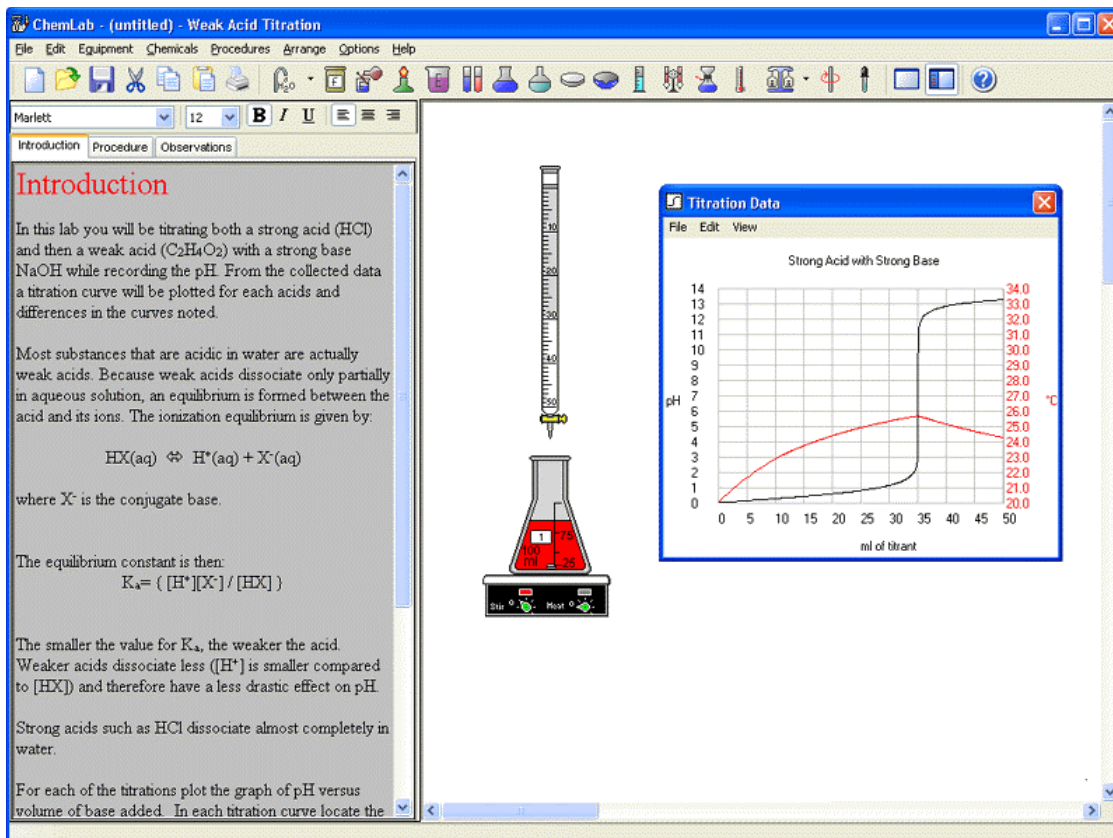 ChemLab - (untitled) - Weak Acid Titration
File Edit Equipment Chemicals Procedures Arrange Options Help
Marlett 12 B I U
Introduction Procedure Observations
Introduction
In this lab you will be titrating both a strong acid (HCl)
and then a weak acid (C₂H₄O₂) with a strong base
NaOH while recording the pH. From the collected data
a titration curve will be plotted for each acids and
differences in the curves noted.
Most substances that are acidic in water are actually
weak acids. Because weak acids dissociate only partially
in aqueous solution, an equilibrium is formed between the
acid and its ions. The ionization equilibrium is given by:
HX(aq) ⇔ H⁺(aq) + X⁻(aq)
where X⁻ is the conjugate base.
The equilibrium constant is then:
Kₐ= ( [H⁺][X⁻] / [HX] )
The smaller the value for Kₐ, the weaker the acid.
Weaker acids dissociate less ([H⁺] is smaller compared
to [HX]) and therefore have a less drastic effect on pH.
Strong acids such as HCl dissociate almost completely in
water.
For each of the titrations plot the graph of pH versus
volume of base added. In each titration curve locate the
10
20
30
40
50
1
75
100
ml
25
Stir Heat
Titration Data
File Edit View
Strong Acid with Strong Base
14 34.0
13 33.0
12 32.0
11 31.0
10 30.0
9 29.0
8 28.0
7 27.0
pH °C
6 26.0
5 25.0
4 24.0
3 23.0
2 22.0
1 21.0
0 20.0
0 5 10 15 20 25 30 35 40 45 50
ml of titrant